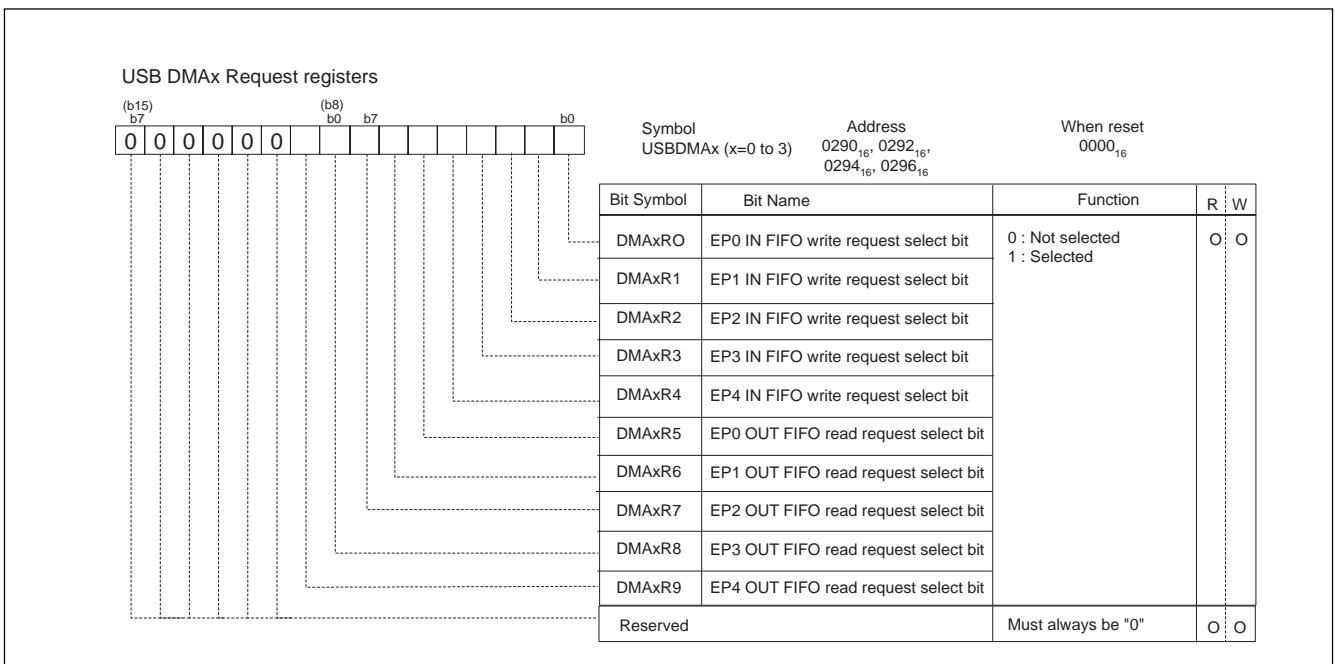 USB DMAx Request registers
(b15) (b8)
b7 b0 b7 b0
0 0 0 0 0 0
Symbol Address When reset
USBDMAx (x=0 to 3) 0290₁₆, 0292₁₆, 0000₁₆
0294₁₆, 0296₁₆
Bit Symbol Bit Name Function R W
DMAxRO EP0 IN FIFO write request select bit 0 : Not selected O O
1 : Selected
DMAxR1 EP1 IN FIFO write request select bit
DMAxR2 EP2 IN FIFO write request select bit
DMAxR3 EP3 IN FIFO write request select bit
DMAxR4 EP4 IN FIFO write request select bit
DMAxR5 EP0 OUT FIFO read request select bit
DMAxR6 EP1 OUT FIFO read request select bit
DMAxR7 EP2 OUT FIFO read request select bit
DMAxR8 EP3 OUT FIFO read request select bit
DMAxR9 EP4 OUT FIFO read request select bit
Reserved Must always be "0" O O